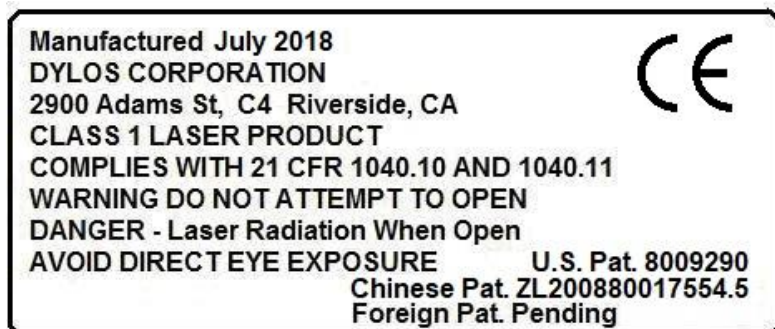 Manufactured July 2018
DYLOS CORPORATION
2900 Adams St, C4 Riverside, CA
CLASS 1 LASER PRODUCT
COMPLIES WITH 21 CFR 1040.10 AND 1040.11
WARNING DO NOT ATTEMPT TO OPEN
DANGER - Laser Radiation When Open
AVOID DIRECT EYE EXPOSURE U.S. Pat. 8009290
Chinese Pat. ZL200880017554.5
Foreign Pat. Pending
CE